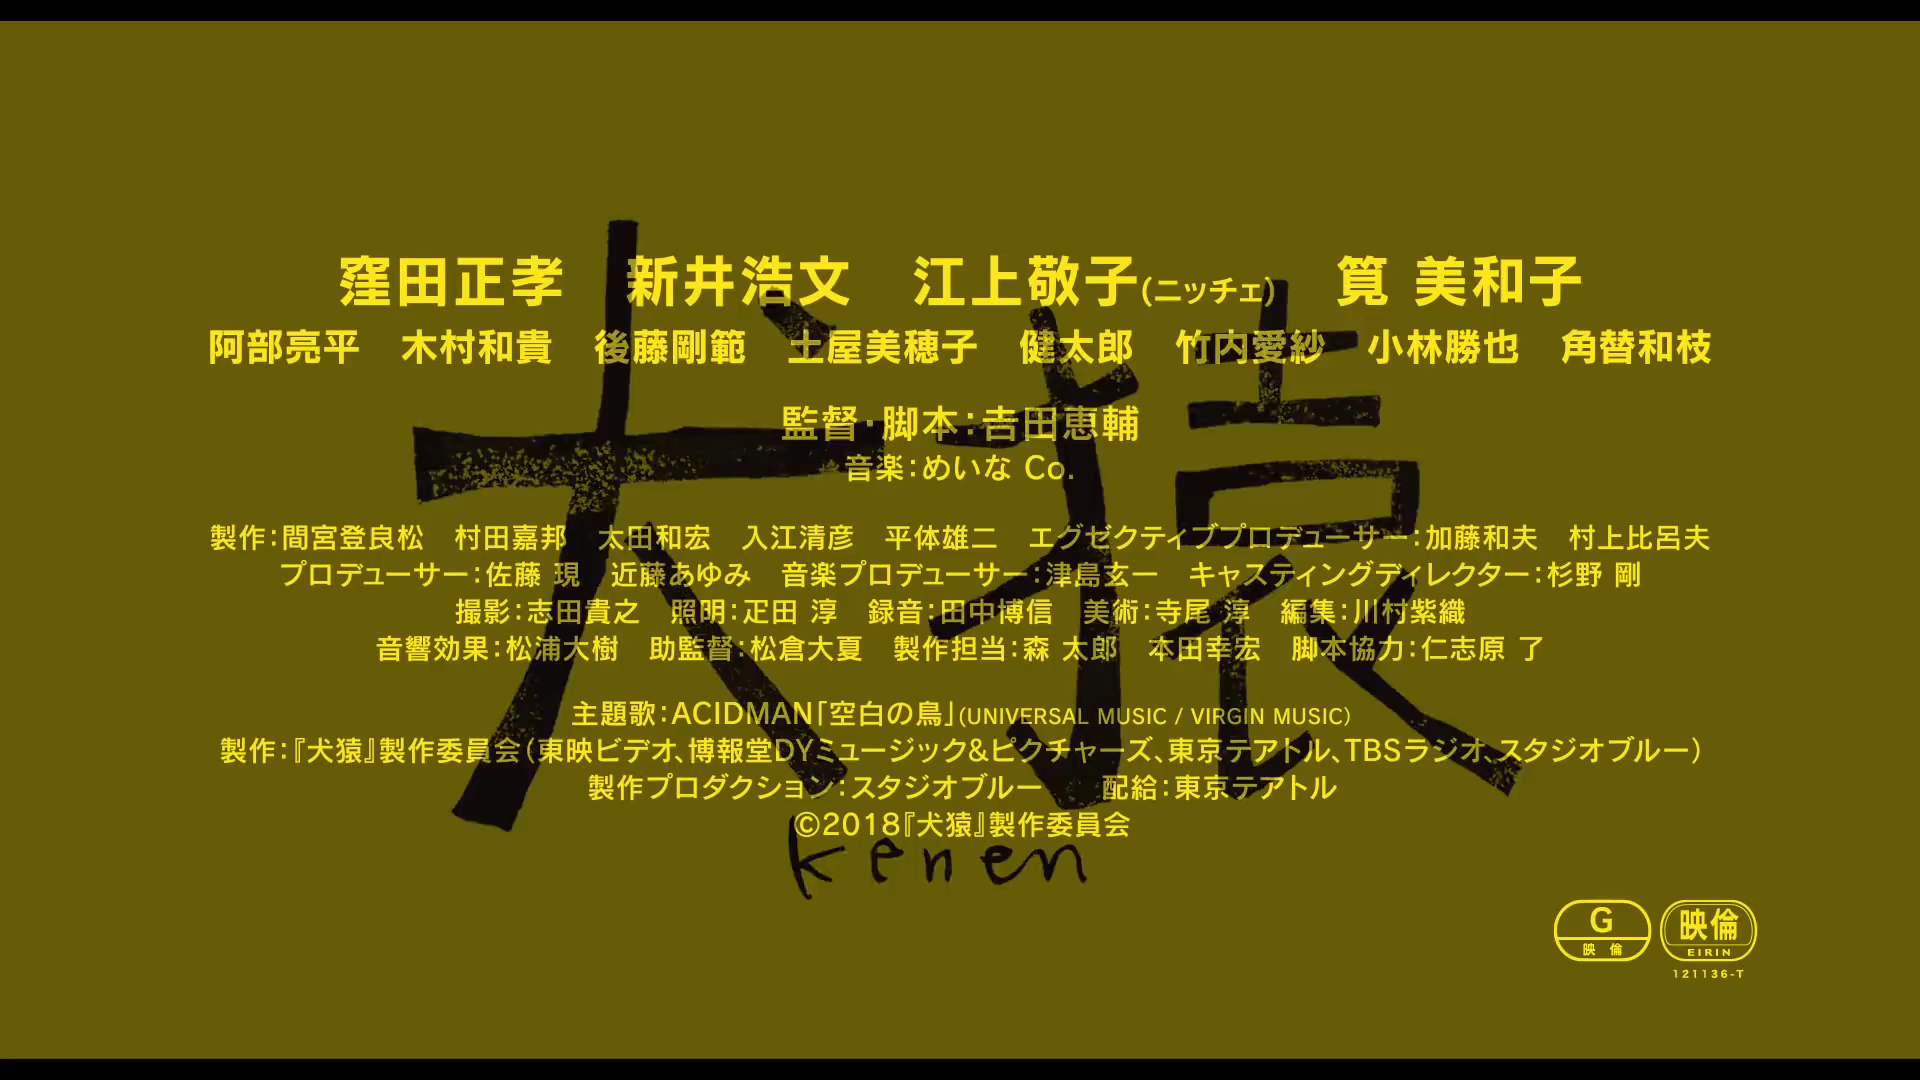 犬猿
kenen
窪田正孝　新井浩文　江上敬子(ニッチェ)　筧 美和子
阿部亮平　木村和貴　後藤剛範　土屋美穂子　健太郎　竹内愛紗　小林勝也　角替和枝
監督・脚本：𠮷田恵輔
音楽：めいな Co.
製作：間宮登良松　村田嘉邦　太田和宏　入江清彦　平体雄二　エグゼクティブプロデューサー：加藤和夫　村上比呂夫
プロデューサー：佐藤 現　近藤あゆみ　音楽プロデューサー：津島玄一　キャスティングディレクター：杉野 剛
撮影：志田貴之　照明：疋田 淳　録音：田中博信　美術：寺尾 淳　編集：川村紫織
音響効果：松浦大樹　助監督：松倉大夏　製作担当：森 太郎　本田幸宏　脚本協力：仁志原 了
主題歌：ACIDMAN「空白の鳥」(UNIVERSAL MUSIC / VIRGIN MUSIC)
製作：『犬猿』製作委員会（東映ビデオ、博報堂DYミュージック&ピクチャーズ、東京テアトル、TBSラジオ、スタジオブルー）
製作プロダクション：スタジオブルー　　配給：東京テアトル
©2018『犬猿』製作委員会
G 映倫
映倫 EIRIN
121136-T